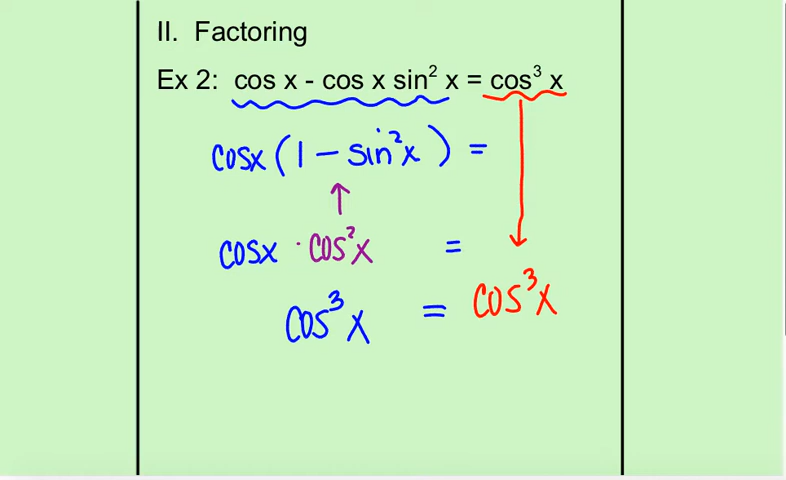 II. Factoring
Ex 2: cos x - cos x sin² x = cos³ x
cosx (1 - sin²x) =
cosx · cos²x =
cos³x = cos³x